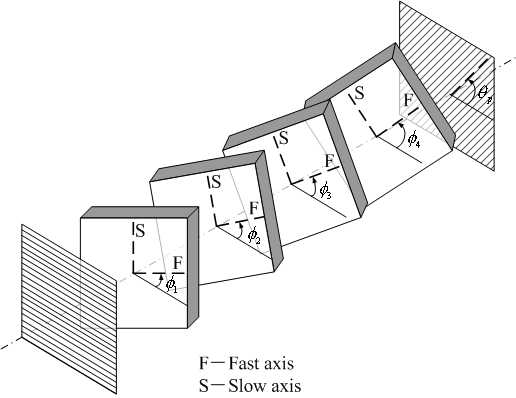 S
F
ϕ₁
S
F
ϕ₂
S
F
ϕ₃
S
F
ϕ₄
θₚ
F－Fast axis
S－Slow axis